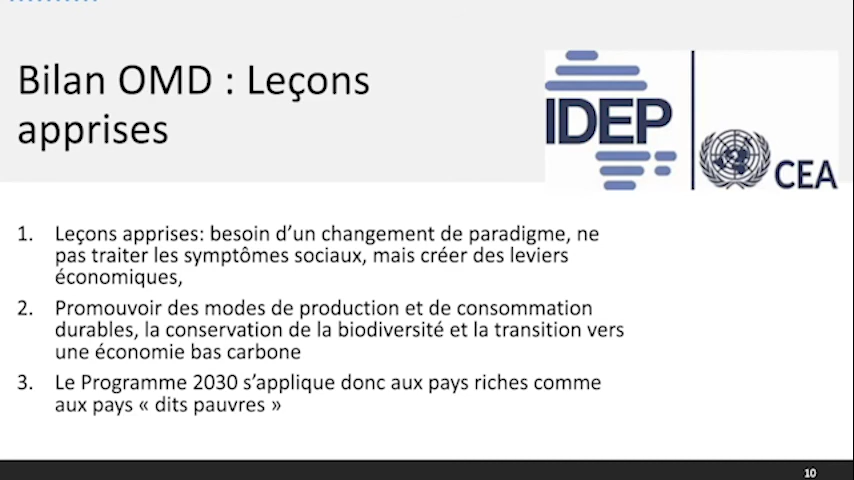 Bilan OMD : Leçons
apprises
IDEP
CEA
1. Leçons apprises: besoin d’un changement de paradigme, ne
pas traiter les symptômes sociaux, mais créer des leviers
économiques,
2. Promouvoir des modes de production et de consommation
durables, la conservation de la biodiversité et la transition vers
une économie bas carbone
3. Le Programme 2030 s’applique donc aux pays riches comme
aux pays « dits pauvres »
10